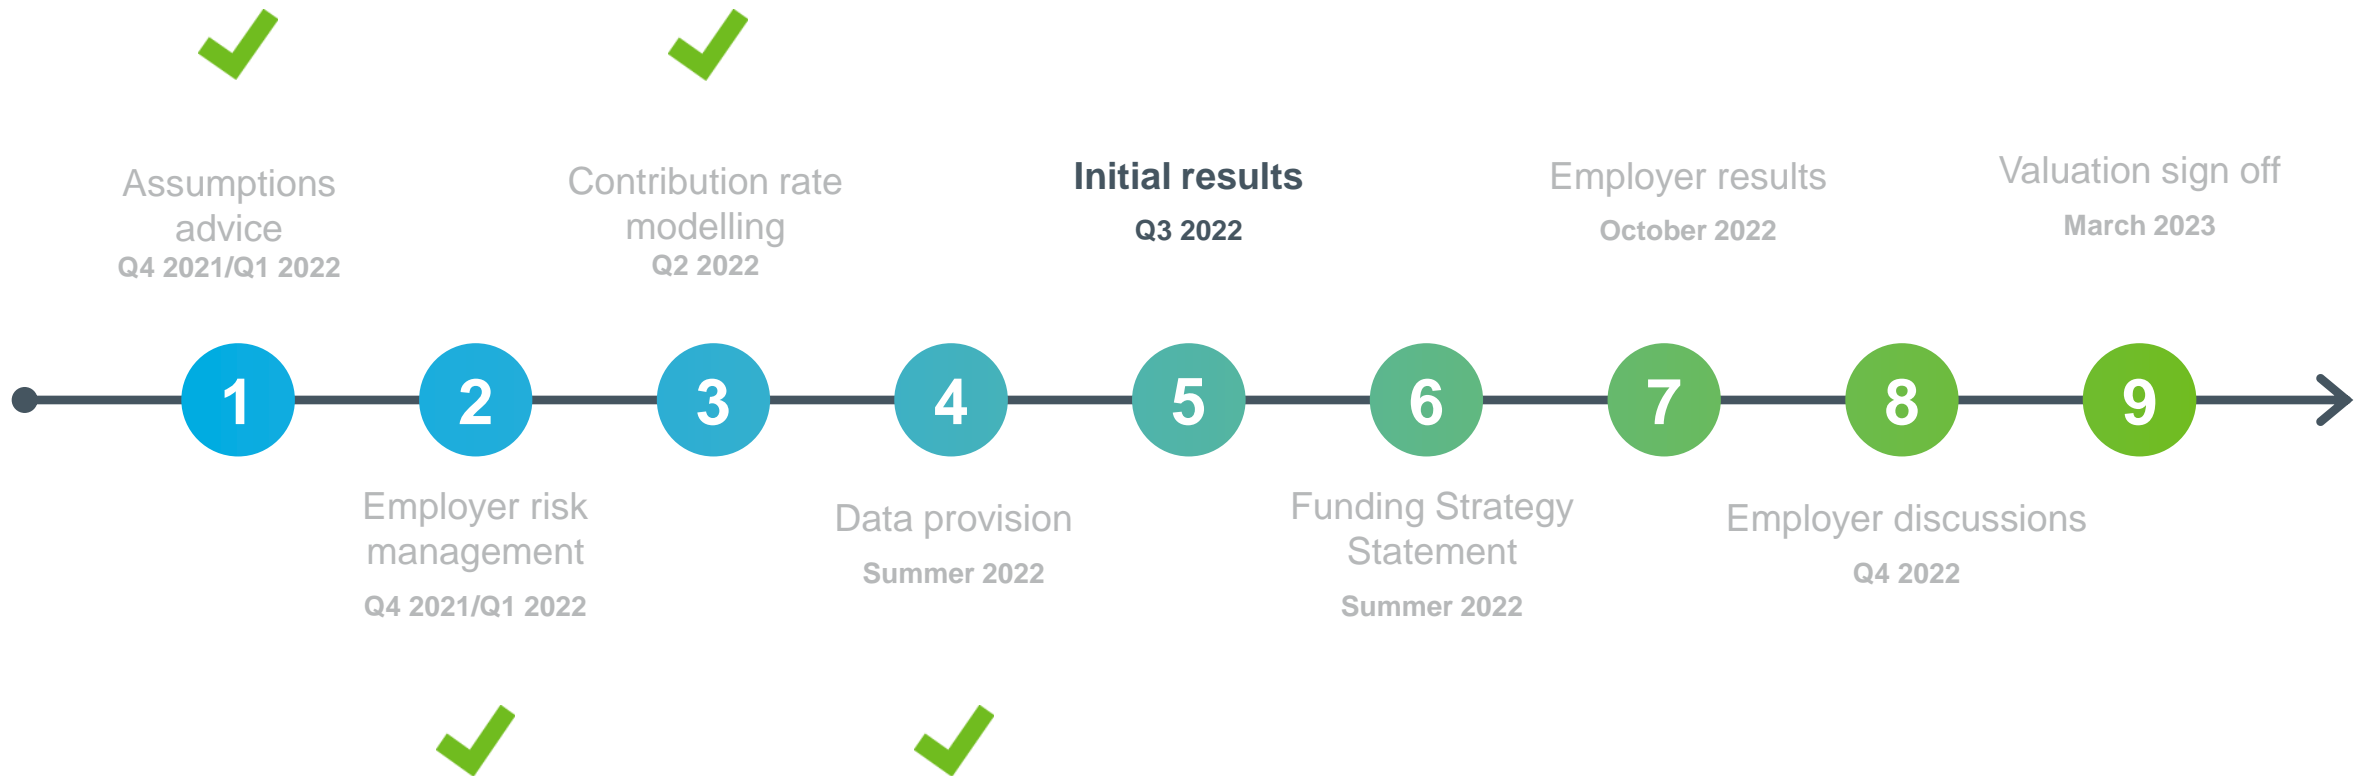 Assumptions
advice
Q4 2021/Q1 2022
Contribution rate
modelling
Q2 2022
Initial results
Q3 2022
Employer results
October 2022
Valuation sign off
March 2023
1
2
3
4
5
6
7
8
9
Employer risk
management
Q4 2021/Q1 2022
Data provision
Summer 2022
Funding Strategy
Statement
Summer 2022
Employer discussions
Q4 2022